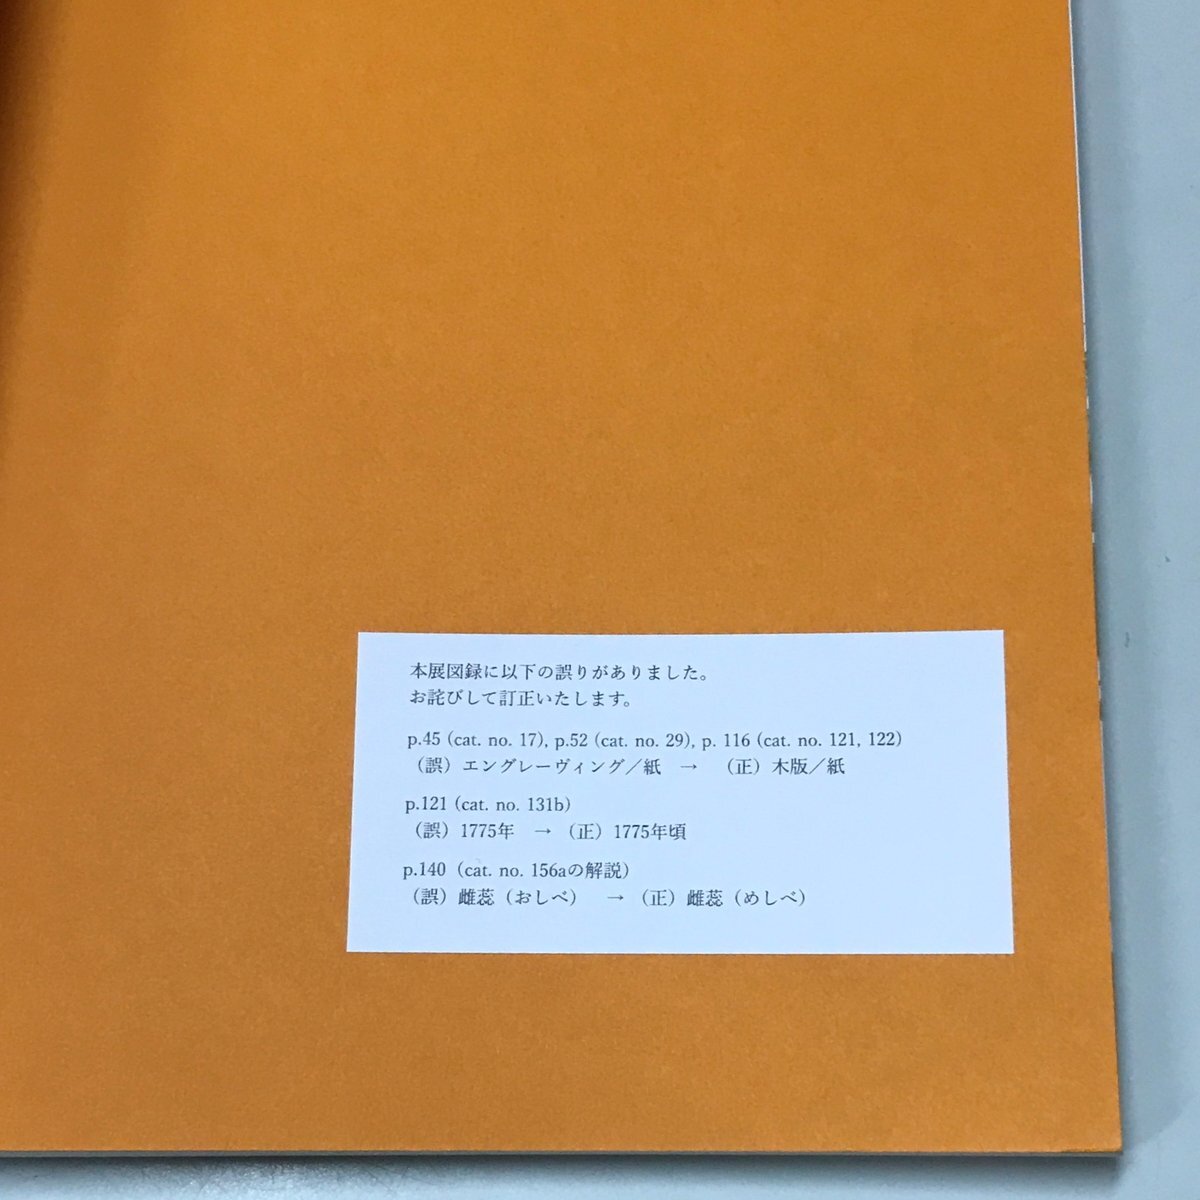 本展図録に以下の誤りがありました。
お詫びして訂正いたします。
p.45 (cat. no. 17), p.52 (cat. no. 29), p. 116 (cat. no. 121, 122)
（誤）エングレーヴィング／紙　→　（正）木版／紙
p.121 (cat. no. 131b)
（誤）1775年　→　（正）1775年頃
p.140（cat. no. 156aの解説）
（誤）雌蕊（おしべ）　→　（正）雌蕊（めしべ）